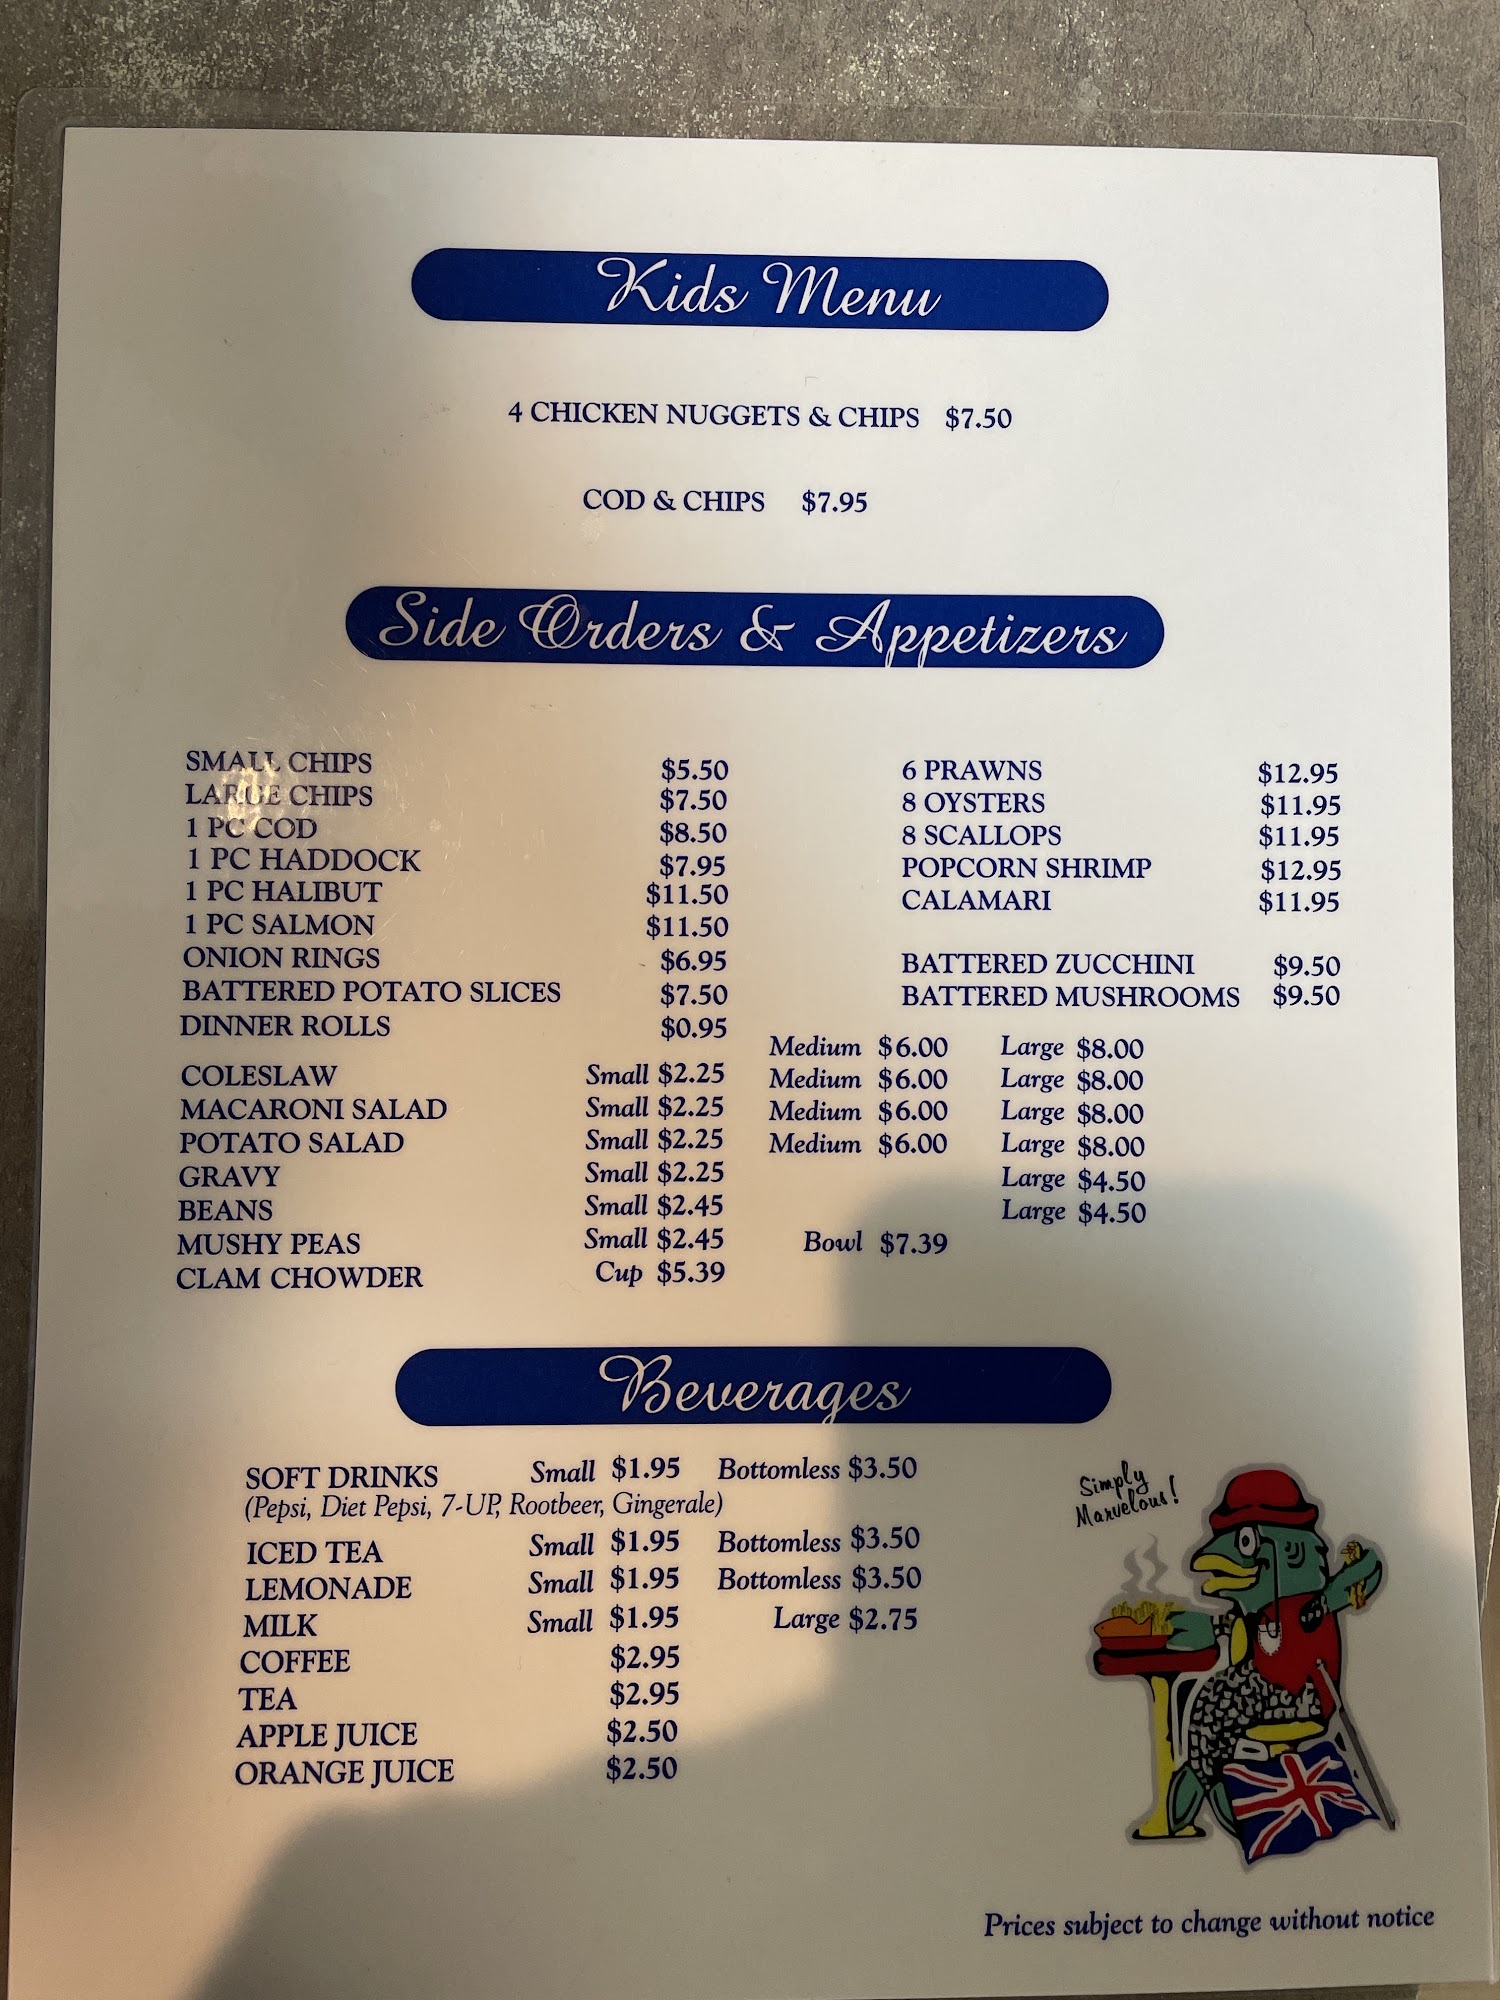 Kids Menu
4 CHICKEN NUGGETS & CHIPS $7.50
COD & CHIPS $7.95
Side Orders & Appetizers
SMALL CHIPS $5.50
LARGE CHIPS $7.50
1 PC COD $8.50
1 PC HADDOCK $7.95
1 PC HALIBUT $11.50
1 PC SALMON $11.50
ONION RINGS $6.95
BATTERED POTATO SLICES $7.50
DINNER ROLLS $0.95
6 PRAWNS $12.95
8 OYSTERS $11.95
8 SCALLOPS $11.95
POPCORN SHRIMP $12.95
CALAMARI $11.95
BATTERED ZUCCHINI $9.50
BATTERED MUSHROOMS $9.50
Medium $6.00 Large $8.00
COLESLAW Small $2.25 Medium $6.00 Large $8.00
MACARONI SALAD Small $2.25 Medium $6.00 Large $8.00
POTATO SALAD Small $2.25 Medium $6.00 Large $8.00
GRAVY Small $2.25 Large $4.50
BEANS Small $2.45 Large $4.50
MUSHY PEAS Small $2.45 Bowl $7.39
CLAM CHOWDER Cup $5.39
Beverages
SOFT DRINKS Small $1.95 Bottomless $3.50
(Pepsi, Diet Pepsi, 7-UP, Rootbeer, Gingerale)
ICED TEA Small $1.95 Bottomless $3.50
LEMONADE Small $1.95 Bottomless $3.50
MILK Small $1.95 Large $2.75
COFFEE $2.95
TEA $2.95
APPLE JUICE $2.50
ORANGE JUICE $2.50
Simply
Marvelous!
Prices subject to change without notice